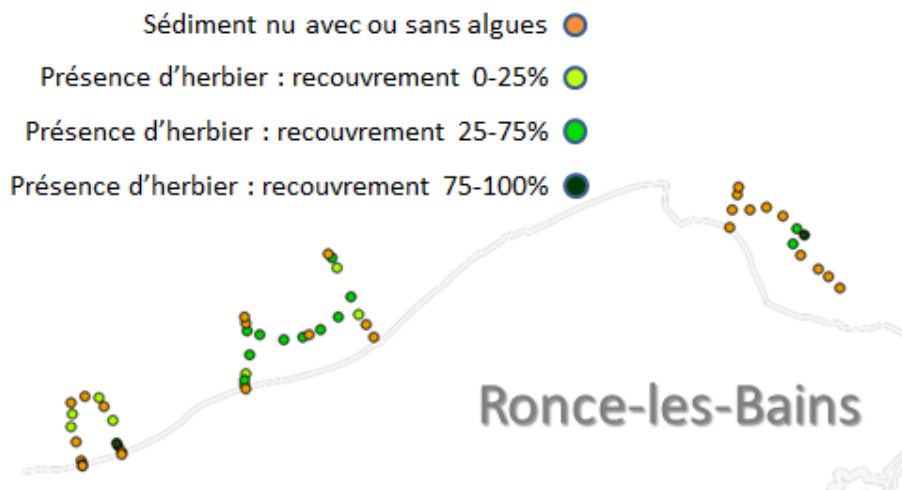 Sédiment nu avec ou sans algues
Présence d’herbier : recouvrement 0-25%
Présence d’herbier : recouvrement 25-75%
Présence d’herbier : recouvrement 75-100%
Ronce-les-Bains